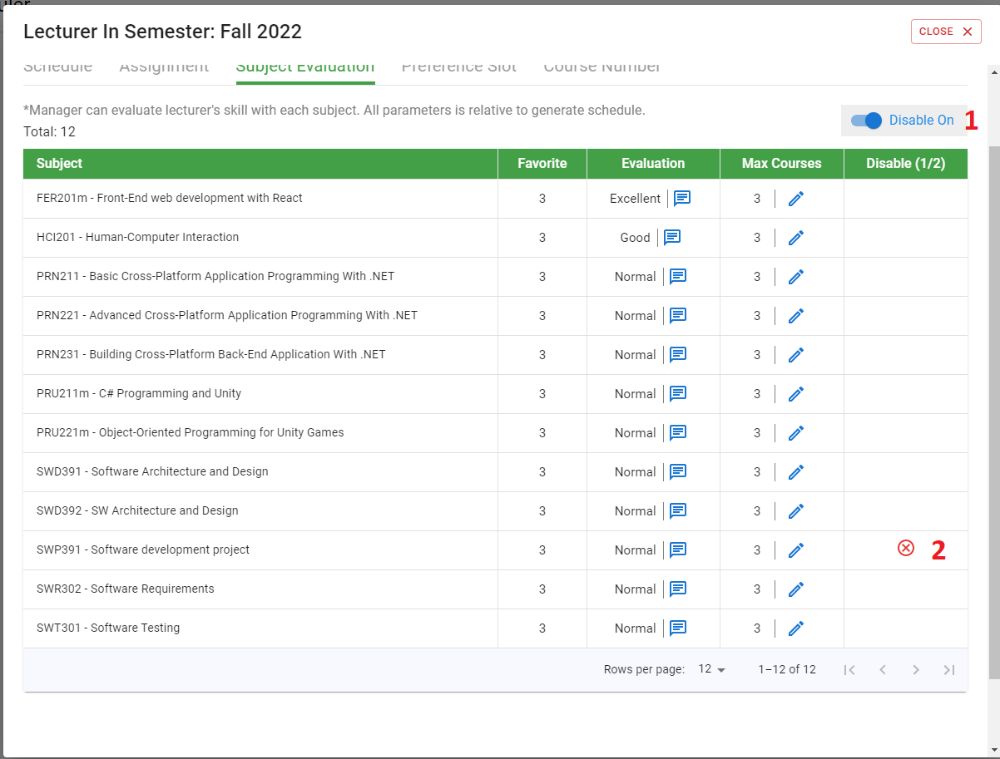 Lecturer In Semester: Fall 2022
CLOSE
Schedule Assignment Subject Evaluation Preference Slot Course Number
*Manager can evaluate lecturer's skill with each subject. All parameters is relative to generate schedule.
Disable On 1
Total: 12
Subject Favorite Evaluation Max Courses Disable (1/2)
FER201m - Front-End web development with React 3 Excellent 3
HCI201 - Human-Computer Interaction 3 Good 3
PRN211 - Basic Cross-Platform Application Programming With .NET 3 Normal 3
PRN221 - Advanced Cross-Platform Application Programming With .NET 3 Normal 3
PRN231 - Building Cross-Platform Back-End Application With .NET 3 Normal 3
PRU211m - C# Programming and Unity 3 Normal 3
PRU221m - Object-Oriented Programming for Unity Games 3 Normal 3
SWD391 - Software Architecture and Design 3 Normal 3
SWD392 - SW Architecture and Design 3 Normal 3
SWP391 - Software development project 3 Normal 3 2
SWR302 - Software Requirements 3 Normal 3
SWT301 - Software Testing 3 Normal 3
Rows per page: 12 1–12 of 12